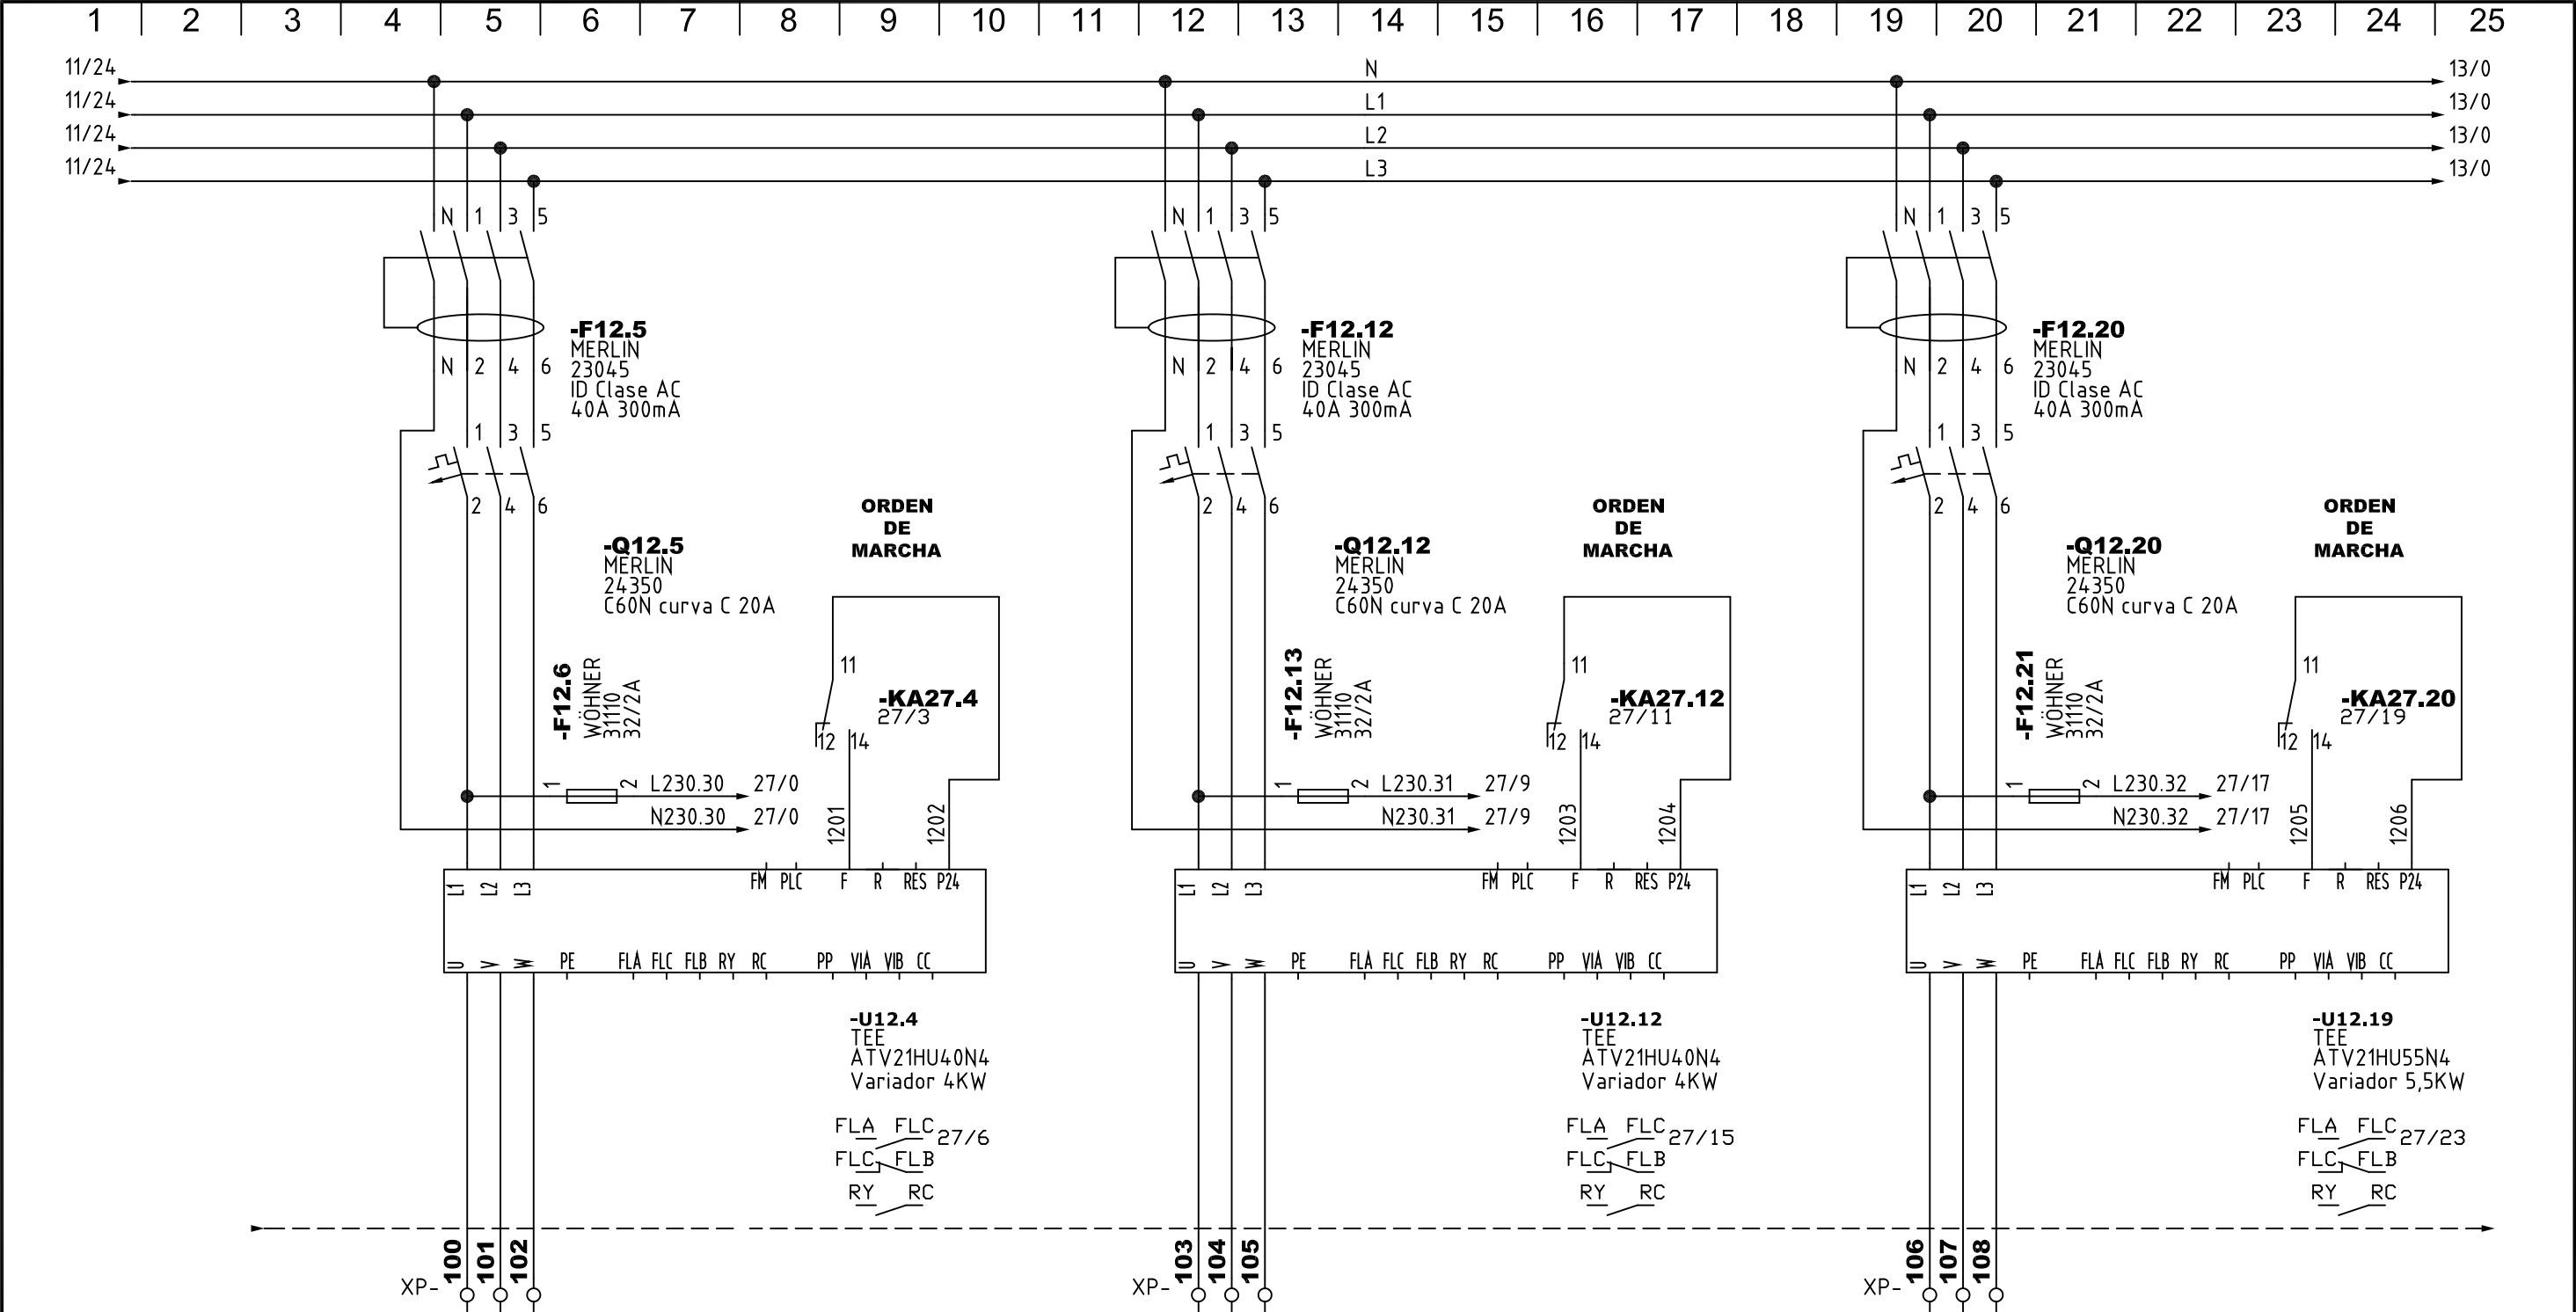 1 2 3 4 5 6 7 8 9 10 11 12 13 14 15 16 17 18 19 20 21 22 23 24 25
11/24 N 13/0
11/24 L1 13/0
11/24 L2 13/0
11/24 L3 13/0
N 1 3 5 N 1 3 5 N 1 3 5
-F12.5
MERLIN
23045
ID Clase AC
40A 300mA
-F12.12
MERLIN
23045
ID Clase AC
40A 300mA
-F12.20
MERLIN
23045
ID Clase AC
40A 300mA
N 2 4 6 N 2 4 6 N 2 4 6
1 3 5 1 3 5 1 3 5
2 4 6 2 4 6 2 4 6
ORDEN
DE
MARCHA
ORDEN
DE
MARCHA
ORDEN
DE
MARCHA
-Q12.5
MERLIN
24350
C60N curva C 20A
-Q12.12
MERLIN
24350
C60N curva C 20A
-Q12.20
MERLIN
24350
C60N curva C 20A
-F12.6
WÖHNER
31110
32/2A
11
-KA27.4
27/3
12 14
-F12.13
WÖHNER
31110
32/2A
11
-KA27.12
27/11
12 14
-F12.21
WÖHNER
31110
32/2A
11
-KA27.20
27/19
12 14
1 2 L230.30 27/0
N230.30 27/0
1201 1202
1 2 L230.31 27/9
N230.31 27/9
1203 1204
1 2 L230.32 27/17
N230.32 27/17
1205 1206
L1 L2 L3 FM PLC F R RES P24
L1 L2 L3 FM PLC F R RES P24
L1 L2 L3 FM PLC F R RES P24
U V W PE FLA FLC FLB RY RC PP VIA VIB CC
U V W PE FLA FLC FLB RY RC PP VIA VIB CC
U V W PE FLA FLC FLB RY RC PP VIA VIB CC
-U12.4
TEE
ATV21HU40N4
Variador 4KW
FLA FLC 27/6
FLC FLB
RY RC
-U12.12
TEE
ATV21HU40N4
Variador 4KW
FLA FLC 27/15
FLC FLB
RY RC
-U12.19
TEE
ATV21HU55N4
Variador 5,5KW
FLA FLC 27/23
FLC FLB
RY RC
XP- 100 101 102
XP- 103 104 105
XP- 106 107 108